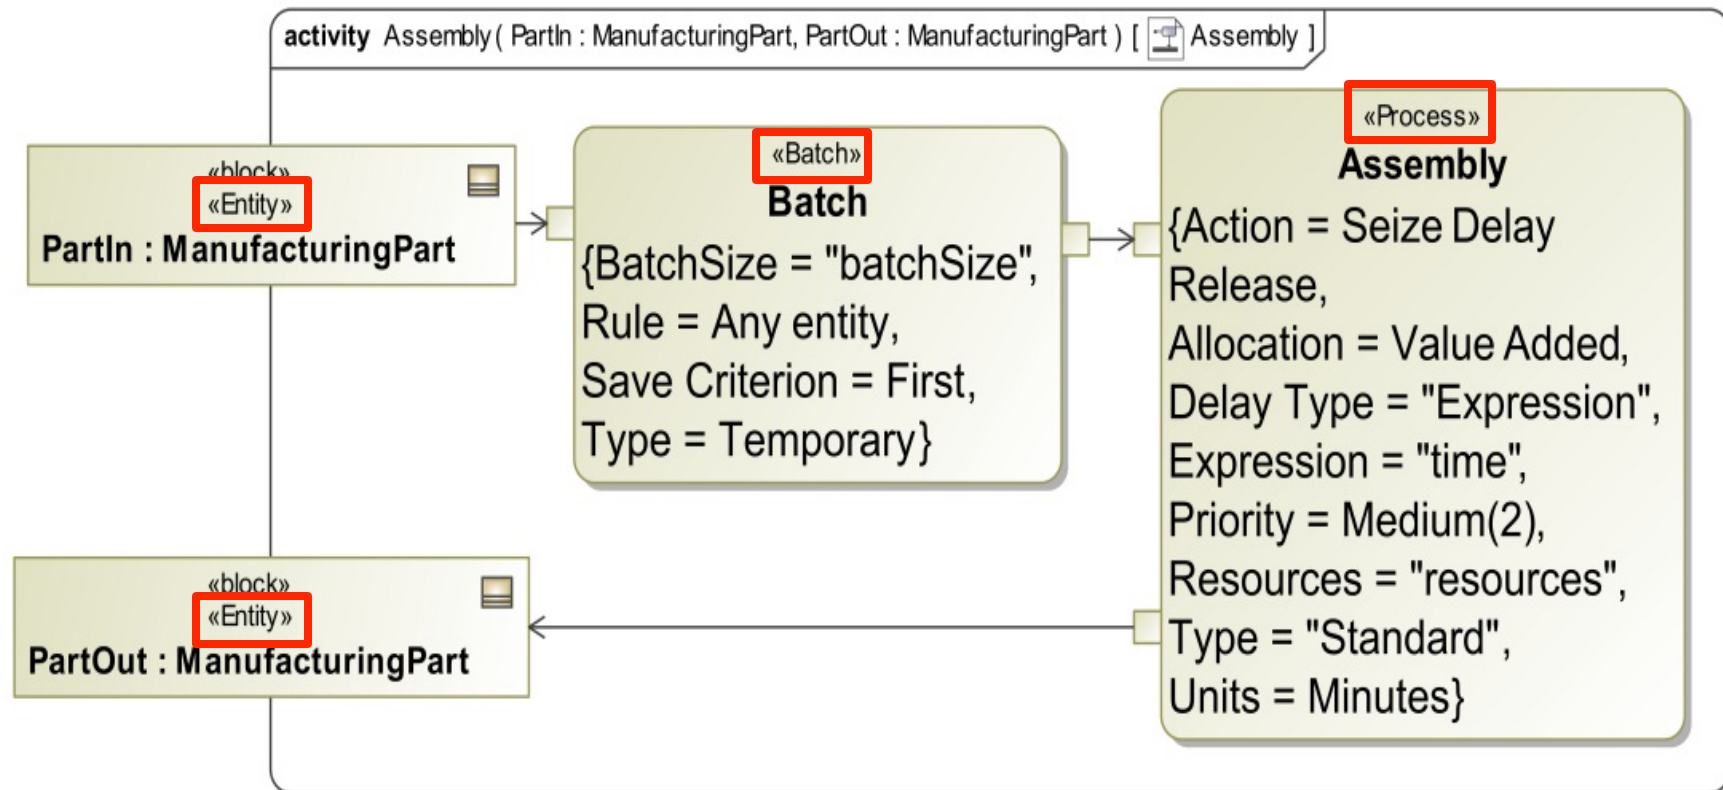 activity Assembly( PartIn : ManufacturingPart, PartOut : ManufacturingPart ) [ Assembly ]
«block»
«Entity»
PartIn : ManufacturingPart
«Batch»
Batch
{BatchSize = "batchSize",
Rule = Any entity,
Save Criterion = First,
Type = Temporary}
«Process»
Assembly
{Action = Seize Delay
Release,
Allocation = Value Added,
Delay Type = "Expression",
Expression = "time",
Priority = Medium(2),
Resources = "resources",
Type = "Standard",
Units = Minutes}
«block»
«Entity»
PartOut : ManufacturingPart